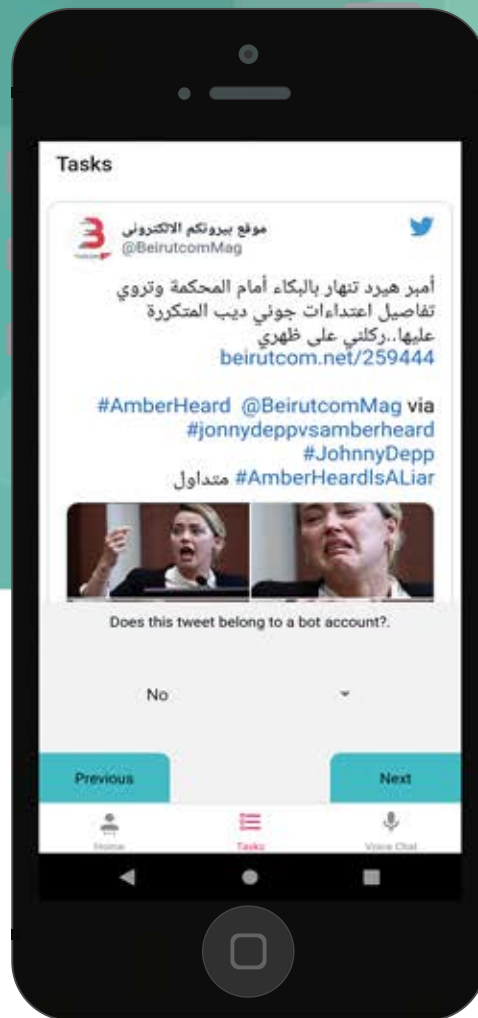 Tasks
موقع بيروتكم الالكتروني
@BeirutcomMag
أمبر هيرد تنهار بالبكاء أمام المحكمة وتروي
تفاصيل اعتداءات جوني ديب المتكررة
عليها..ركلني على ظهري
beirutcom.net/259444
#AmberHeard @BeirutcomMag via
#jonnydeppvsamberheard
#JohnnyDepp
#AmberHeardIsALiar متداول
Does this tweet belong to a bot account?.
No
Previous
Next
Home
Tasks
Voice Chat